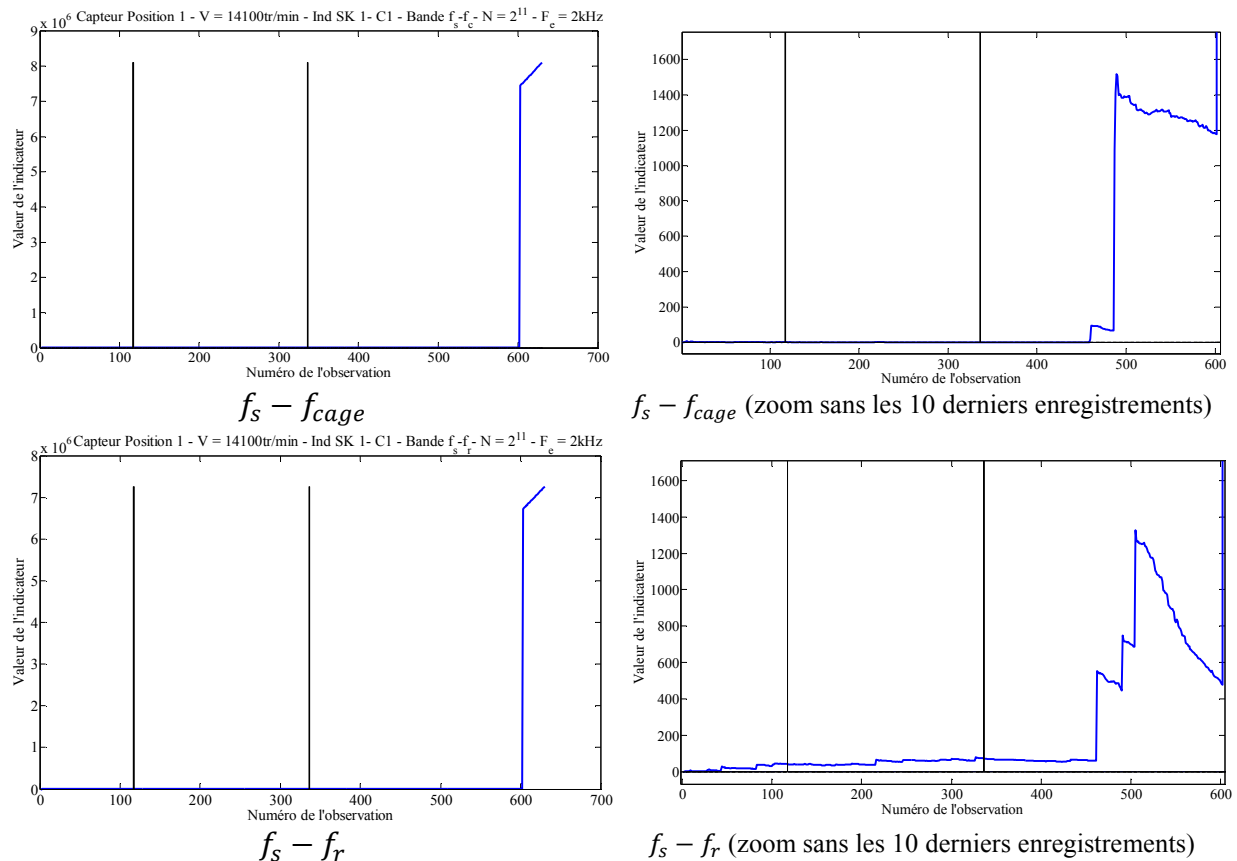 x 10^6 Capteur Position 1 - V = 14100tr/min - Ind SK 1- C1 - Bande f_s-f_c- N = 2^11 - F_e = 2kHz
9
8
7
6
5
4
3
2
1
0
Valeur de l'indicateur
0 100 200 300 400 500 600 700
Numéro de l'observation
f_s − f_cage
1600
1400
1200
1000
800
600
400
200
0
Valeur de l'indicateur
100 200 300 400 500 600
Numéro de l'observation
f_s − f_cage (zoom sans les 10 derniers enregistrements)
x 10^6 Capteur Position 1 - V = 14100tr/min - Ind SK 1- C1 - Bande f_s-f_r- N = 2^11 - F_e = 2kHz
8
7
6
5
4
3
2
1
0
Valeur de l'indicateur
0 100 200 300 400 500 600 700
Numéro de l'observation
f_s − f_r
1600
1400
1200
1000
800
600
400
200
0
Valeur de l'indicateur
0 100 200 300 400 500 600
Numéro de l'observation
f_s − f_r (zoom sans les 10 derniers enregistrements)